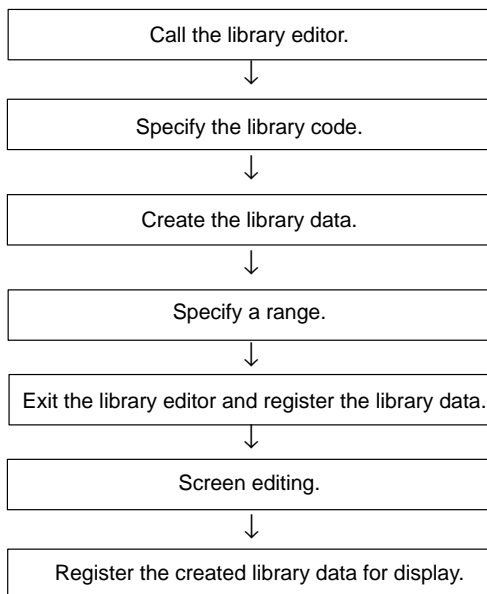 Call the library editor.
Specify the library code.
Create the library data.
Specify a range.
Exit the library editor and register the library data.
Screen editing.
Register the created library data for display.